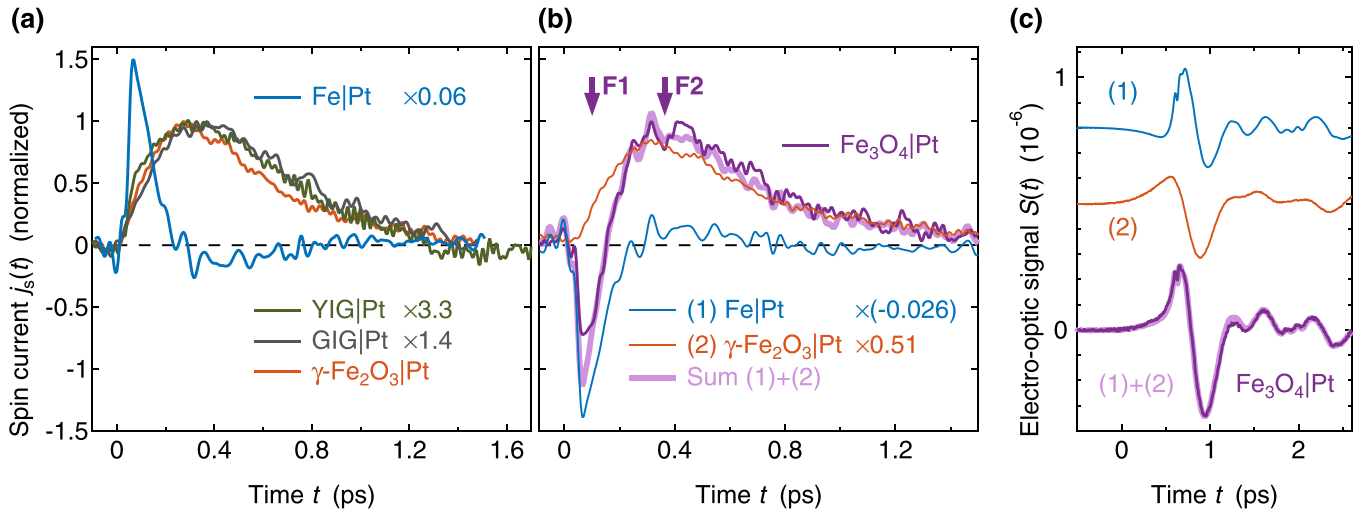 (a)
(b)
(c)
Spin current jₛ(t) (normalized)
1.5
1
0.5
0
-0.5
-1
-1.5
Fe|Pt ×0.06
YIG|Pt ×3.3
GIG|Pt ×1.4
γ-Fe₂O₃|Pt
0 0.4 0.8 1.2 1.6
Time t (ps)
F1 F2
Fe₃O₄|Pt
(1) Fe|Pt ×(-0.026)
(2) γ-Fe₂O₃|Pt ×0.51
Sum (1)+(2)
0 0.4 0.8 1.2
Time t (ps)
Electro-optic signal S(t) (10⁻⁶)
1
0
(1)
(2)
(1)+(2) Fe₃O₄|Pt
0 1 2
Time t (ps)